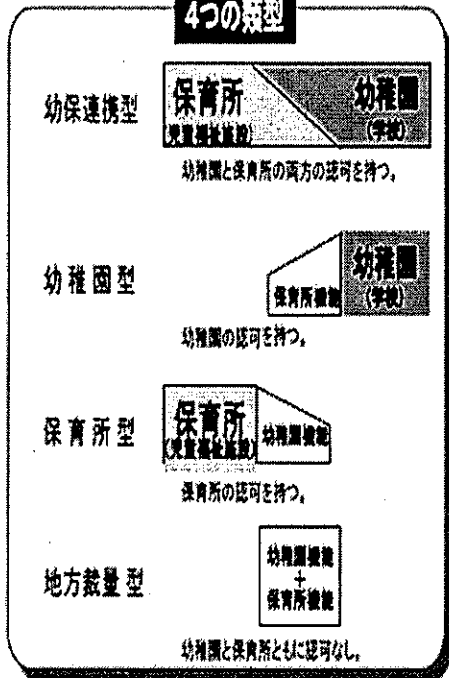 4つの類型
幼保連携型
保育所
(児童福祉施設)
幼稚園
(学校)
幼稚園と保育所の両方の認可を持つ。
幼稚園型
保育所機能
幼稚園
(学校)
幼稚園の認可を持つ。
保育所型
保育所
(児童福祉施設)
幼稚園機能
保育所の認可を持つ。
地方裁量型
幼稚園機能
+
保育所機能
幼稚園と保育所ともに認可なし。